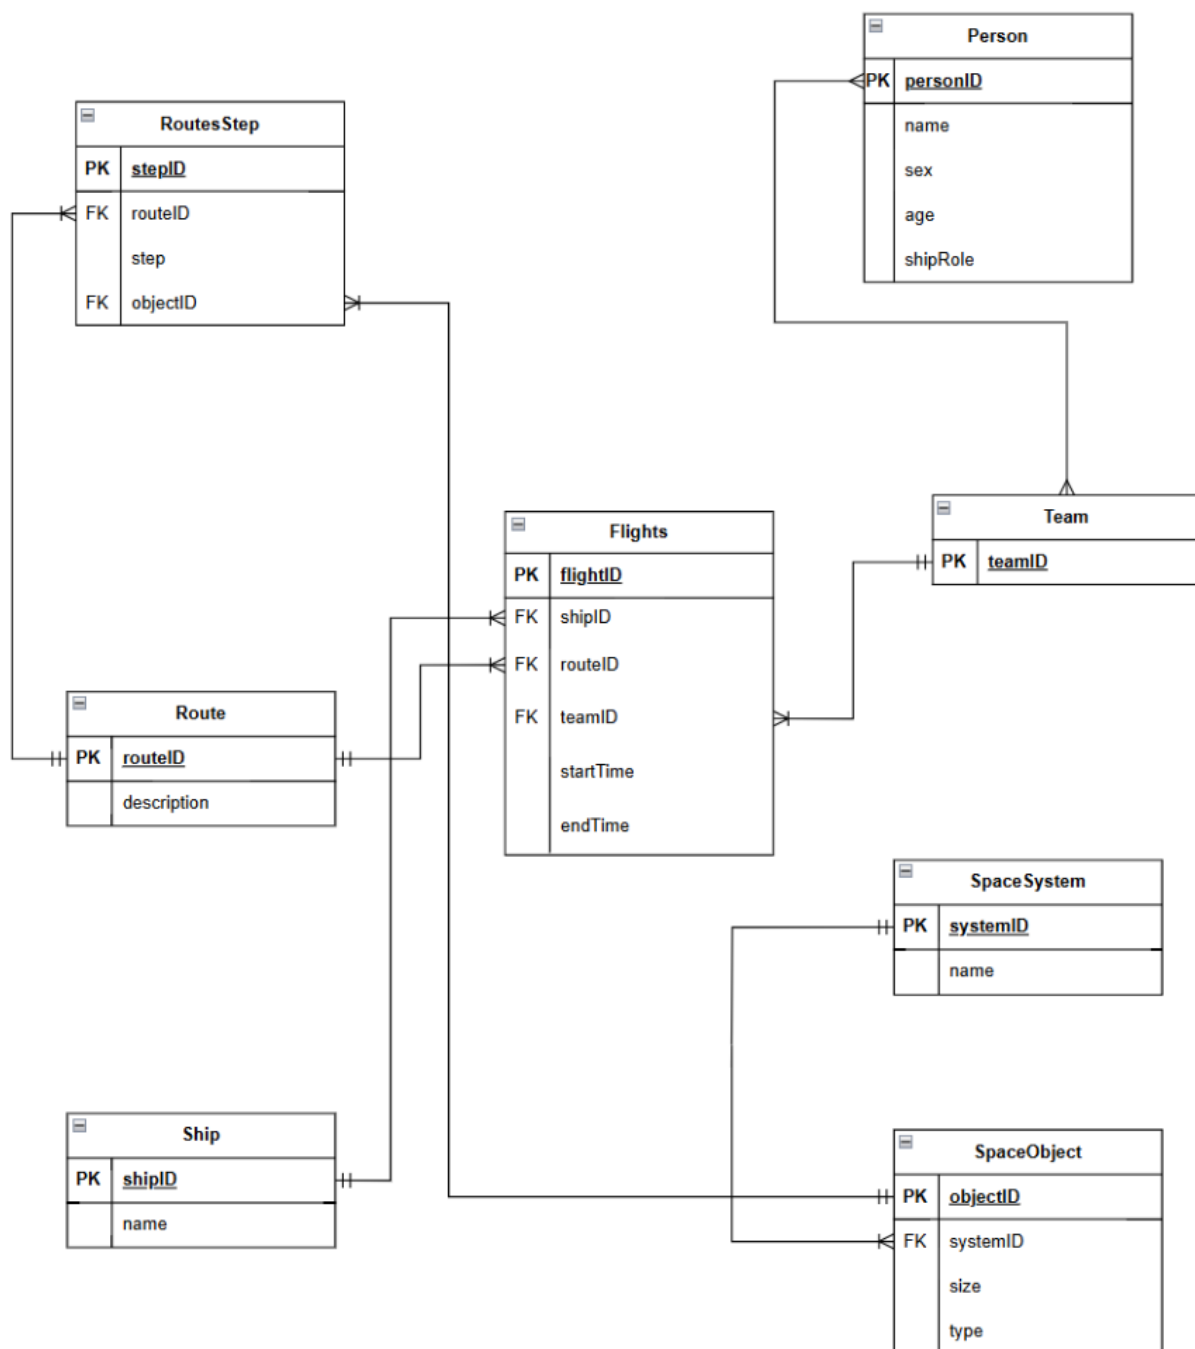 Person
PK personID
name
sex
age
shipRole
RoutesStep
PK stepID
FK routeID
step
FK objectID
Team
PK teamID
Flights
PK flightID
FK shipID
FK routeID
FK teamID
startTime
endTime
Route
PK routeID
description
SpaceSystem
PK systemID
name
Ship
PK shipID
name
SpaceObject
PK objectID
FK systemID
size
type